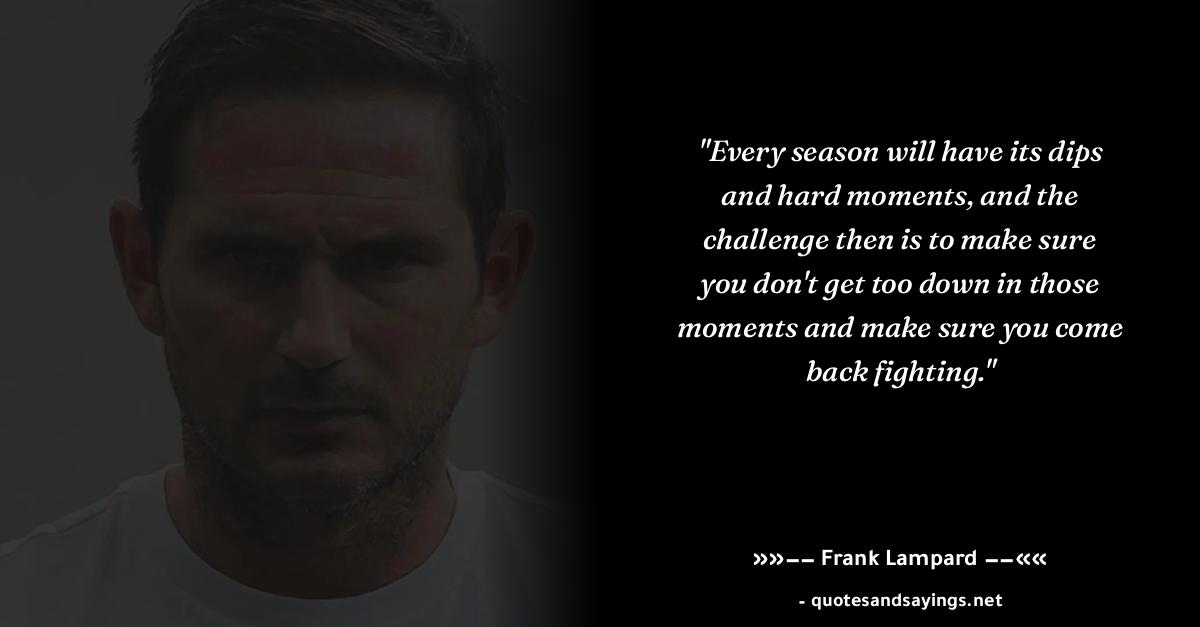 "Every season will have its dips
and hard moments, and the
challenge then is to make sure
you don't get too down in those
moments and make sure you come
back fighting."
»»—— Frank Lampard ——««
- quotesandsayings.net